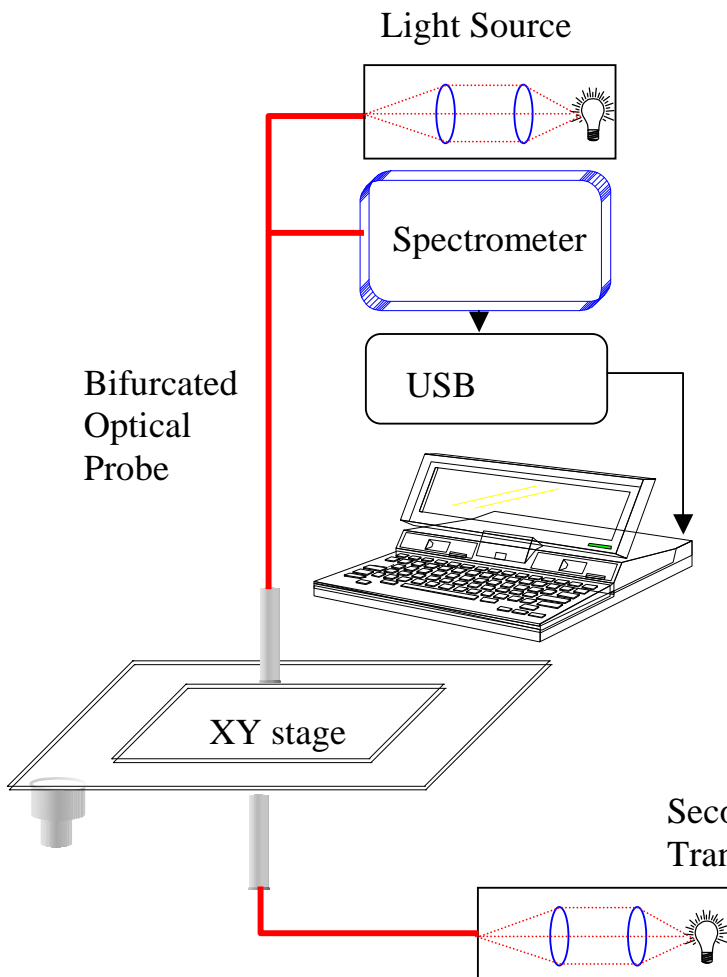 Light Source
Spectrometer
USB
Bifurcated
Optical
Probe
XY stage